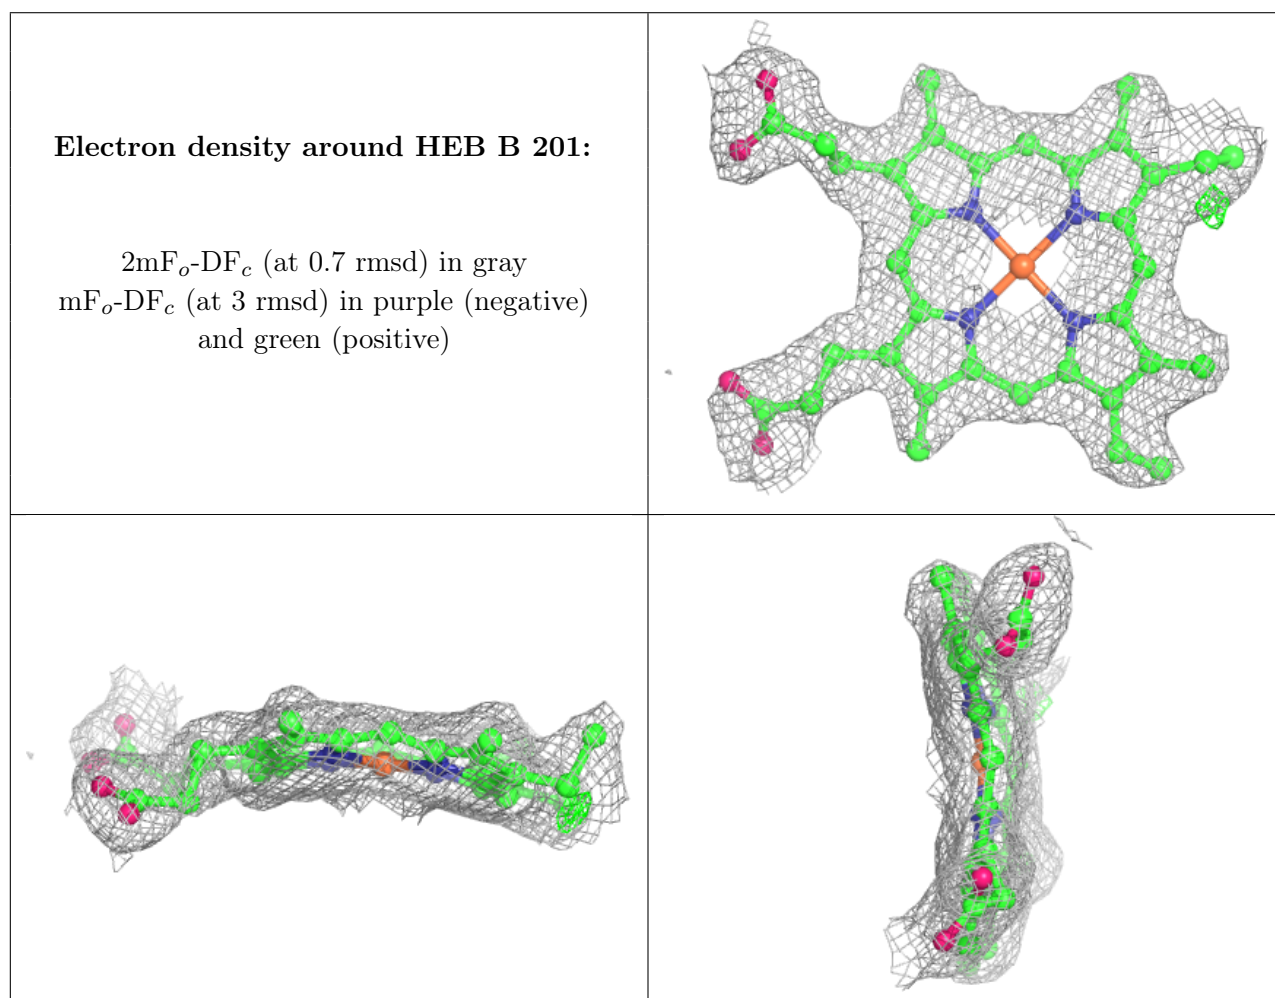 Electron density around HEB B 201:
2mFo-DFc (at 0.7 rmsd) in gray
mFo-DFc (at 3 rmsd) in purple (negative)
and green (positive)